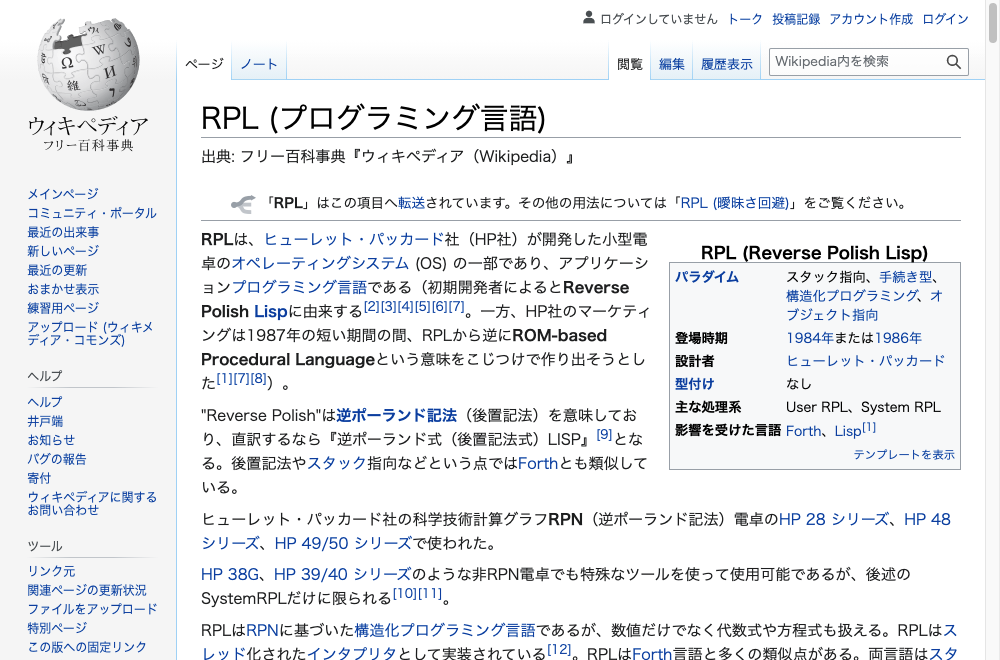 ログインしていません トーク 投稿記録 アカウント作成 ログイン
ページ ノート 閲覧 編集 履歴表示 Wikipedia内を検索
ウィキペディア
フリー百科事典
メインページ
コミュニティ・ポータル
最近の出来事
新しいページ
最近の更新
おまかせ表示
練習用ページ
アップロード (ウィキメ
ディア・コモンズ)
ヘルプ
ヘルプ
井戸端
お知らせ
バグの報告
寄付
ウィキペディアに関する
お問い合わせ
ツール
リンク元
関連ページの更新状況
ファイルをアップロード
特別ページ
この版への固定リンク
RPL (プログラミング言語)
出典: フリー百科事典『ウィキペディア（Wikipedia）』
「RPL」はこの項目へ転送されています。その他の用法については「RPL (曖昧さ回避)」をご覧ください。
RPLは、ヒューレット・パッカード社（HP社）が開発した小型電
卓のオペレーティングシステム (OS) の一部であり、アプリケーシ
ョンプログラミング言語である（初期開発者によるとReverse
Polish Lispに由来する[2][3][4][5][6][7]。一方、HP社のマーケティ
ングは1987年の短い期間の間、RPLから逆にROM-based
Procedural Languageという意味をこじつけで作り出そうとし
た[1][7][8]）。
"Reverse Polish"は逆ポーランド記法（後置記法）を意味してお
り、直訳するなら『逆ポーランド式（後置記法式）LISP』[9]とな
る。後置記法やスタック指向などという点ではForthとも類似して
いる。
RPL (Reverse Polish Lisp)
パラダイム スタック指向、手続き型、
構造化プログラミング、オ
ブジェクト指向
登場時期 1984年または1986年
設計者 ヒューレット・パッカード
型付け なし
主な処理系 User RPL、System RPL
影響を受けた言語 Forth、Lisp[1]
テンプレートを表示
ヒューレット・パッカード社の科学技術計算グラフRPN（逆ポーランド記法）電卓のHP 28 シリーズ、HP 48
シリーズ、HP 49/50 シリーズで使われた。
HP 38G、HP 39/40 シリーズのような非RPN電卓でも特殊なツールを使って使用可能であるが、後述の
SystemRPLだけに限られる[10][11]。
RPLはRPNに基づいた構造化プログラミング言語であるが、数値だけでなく代数式や方程式も扱える。RPLはス
レッド化されたインタプリタとして実装されている[12]。RPLはForth言語と多くの類似点がある。両言語はスタ